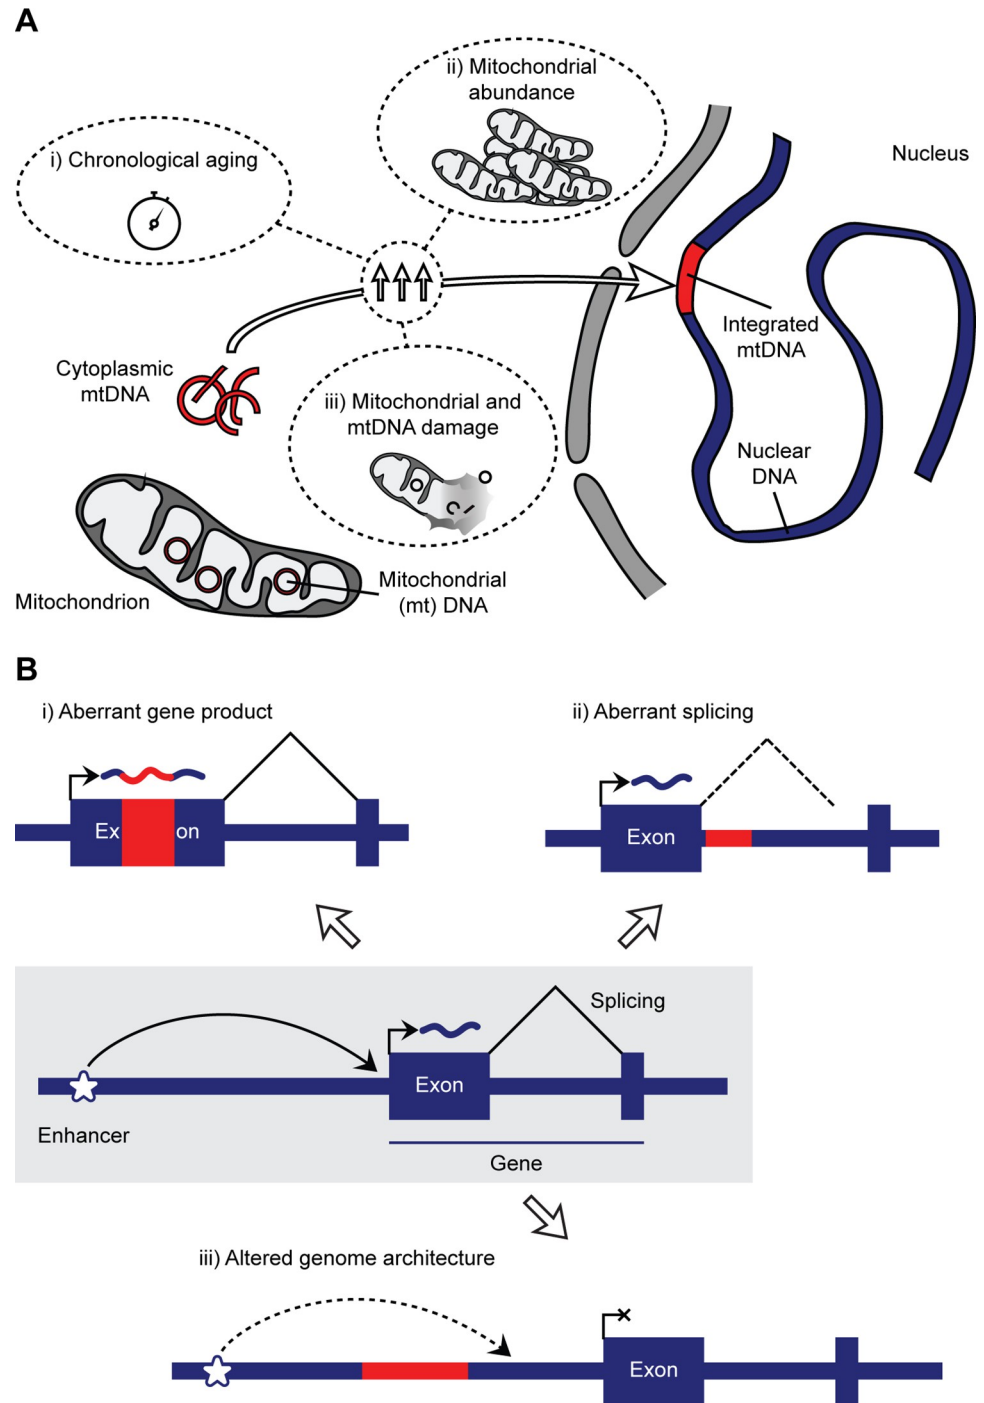 A
ii) Mitochondrial
abundance
i) Chronological aging
Nucleus
Integrated
mtDNA
Cytoplasmic
mtDNA
iii) Mitochondrial and
mtDNA damage
Nuclear
DNA
Mitochondrion
Mitochondrial
(mt) DNA
B
i) Aberrant gene product
ii) Aberrant splicing
Ex on
Exon
Splicing
Exon
Enhancer
Gene
iii) Altered genome architecture
Exon